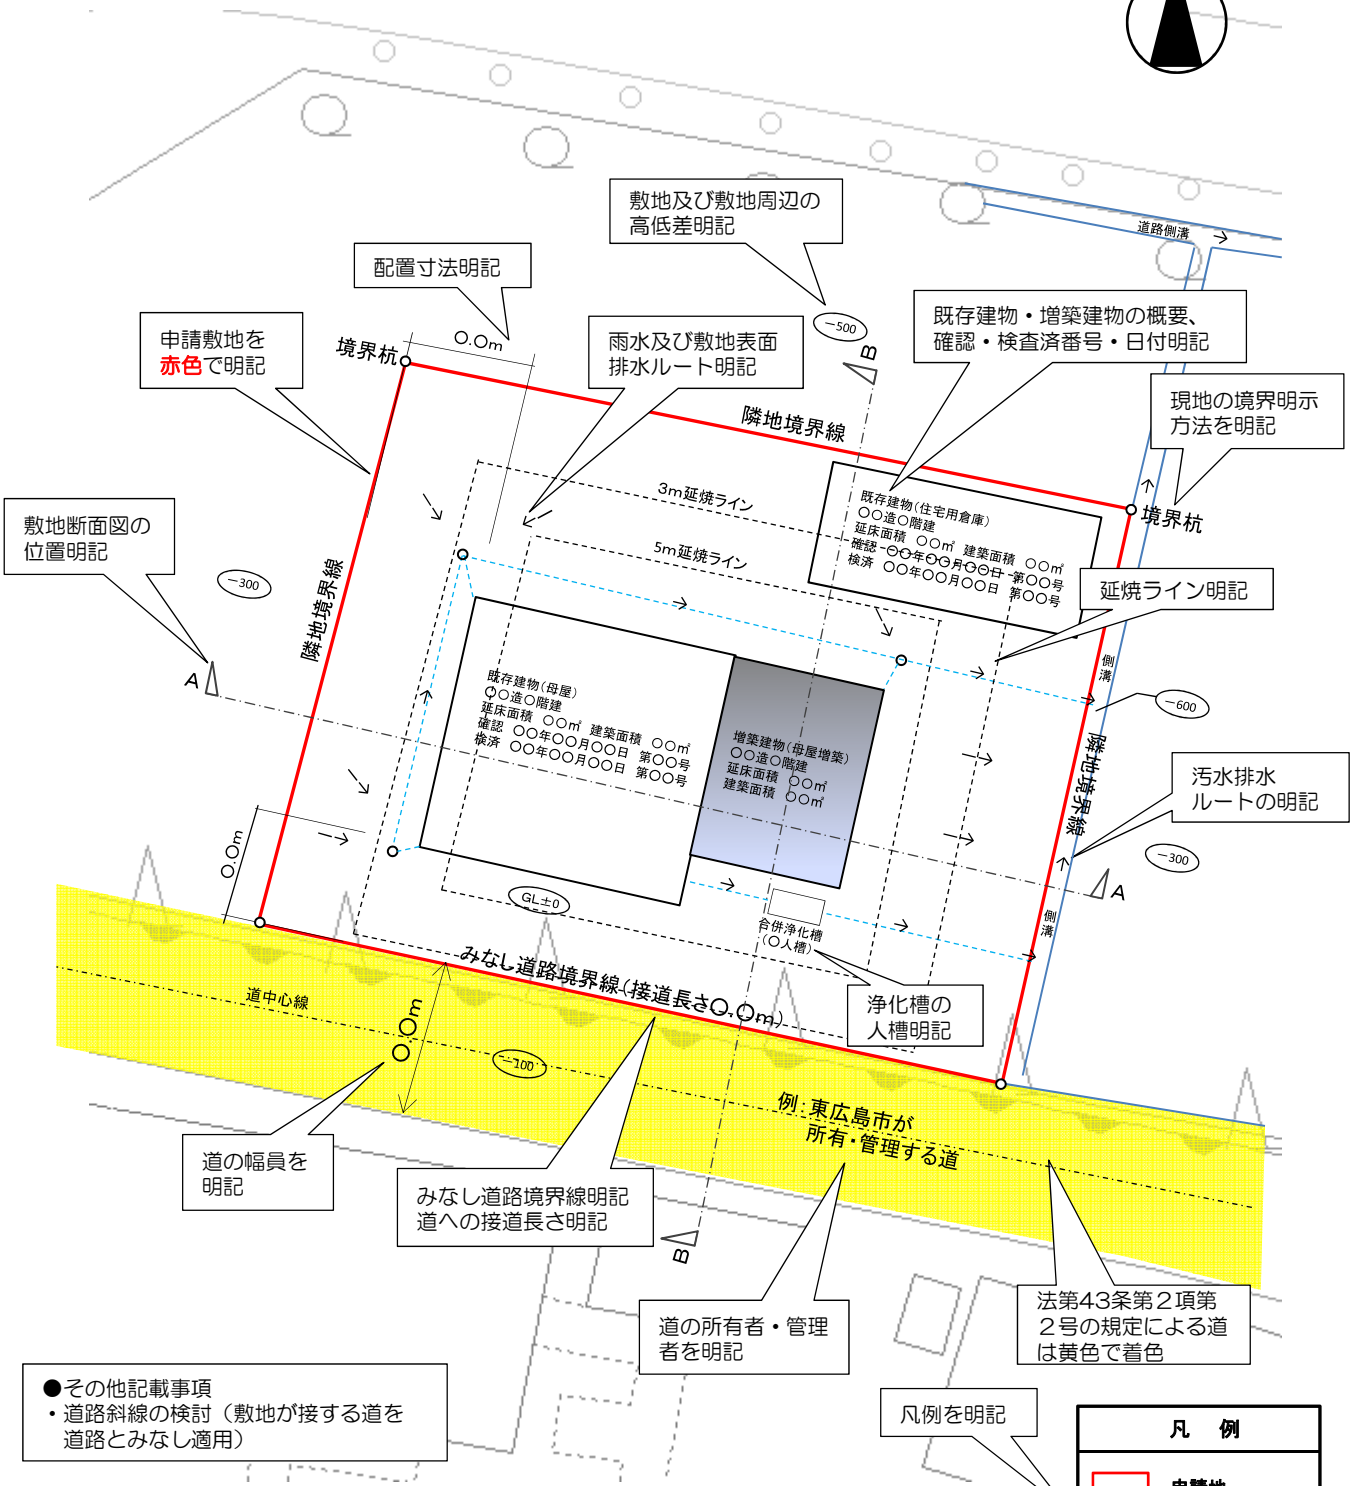 敷地及び敷地周辺の
高低差明記
道路側溝
配置寸法明記
−500
既存建物・増築建物の概要、
確認・検査済番号・日付明記
申請敷地を
赤色で明記
境界杭
○.○m
雨水及び敷地表面
排水ルート明記
B
隣地境界線
現地の境界明示
方法を明記
敷地断面図の
位置明記
3m延焼ライン
既存建物(住宅用倉庫)
○○造○階建
延床面積 ○○㎡ 建築面積 ○○㎡
確認 ○○年○○月○○日 第○○号
検済 ○○年○○月○○日 第○○号
境界杭
5m延焼ライン
延焼ライン明記
−300
隣地境界線
側溝
A
既存建物(母屋)
○○造○階建
延床面積 ○○㎡ 建築面積 ○○㎡
確認 ○○年○○月○○日 第○○号
検済 ○○年○○月○○日 第○○号
増築建物(母屋増築)
○○造○階建
延床面積 ○○㎡
建築面積 ○○㎡
−600
隣地境界線
汚水排水
ルートの明記
○.○m
−300
A
GL±0
合併浄化槽
(○人槽)
側溝
みなし道路境界線(接道長さ○.○m)
浄化槽の
人槽明記
道中心線
○.○m
−100
例:東広島市が
所有・管理する道
道の幅員を
明記
みなし道路境界線明記
道への接道長さ明記
B
道の所有者・管理
者を明記
法第43条第2項第
2号の規定による道
は黄色で着色
●その他記載事項
・道路斜線の検討（敷地が接する道を
道路とみなし適用）
凡例を明記
凡 例
申請地